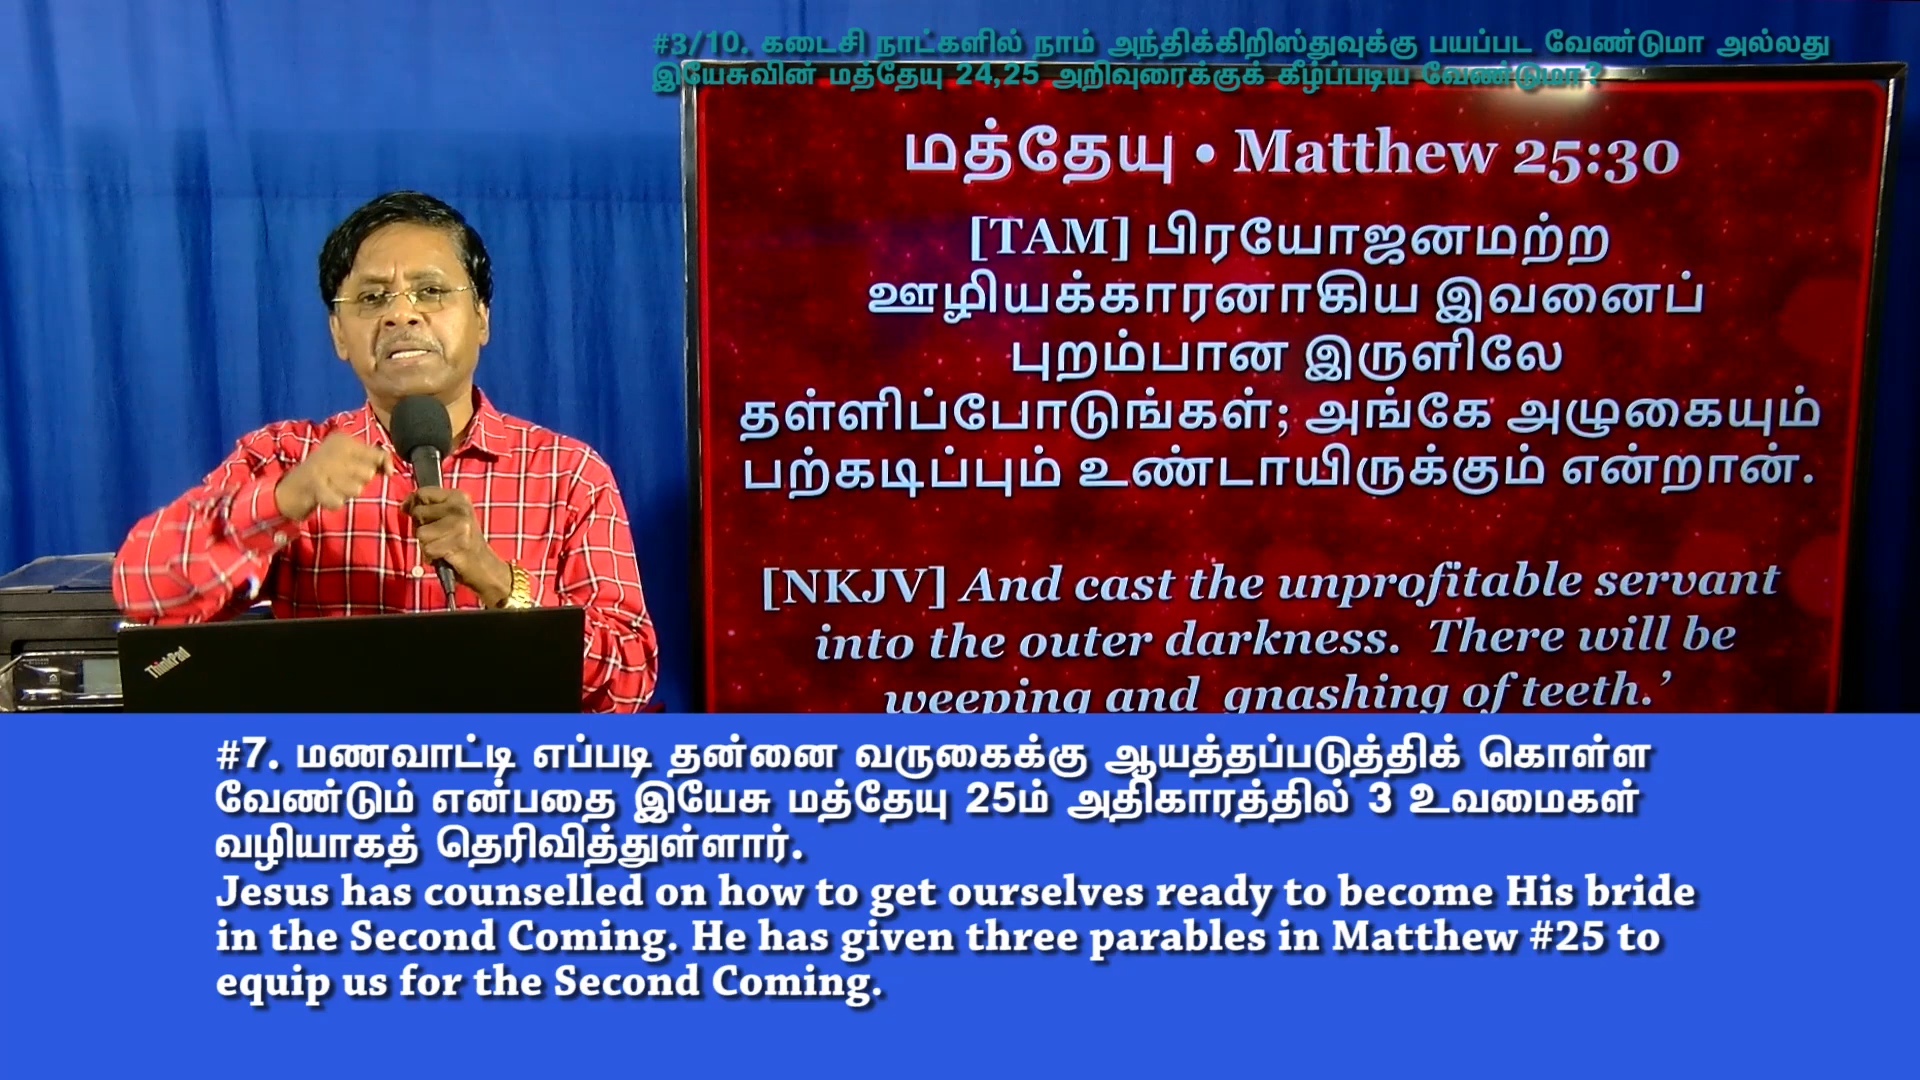 #3/10. கடைசி நாட்களில் நாம் அந்திக்கிறிஸ்துவுக்கு பயப்பட வேண்டுமா அல்லது
இயேசுவின் மத்தேயு 24,25 அறிவுரைக்குக் கீழ்ப்படிய வேண்டுமா?
மத்தேயு • Matthew 25:30
[TAM] பிரயோஜனமற்ற
ஊழியக்காரனாகிய இவனைப்
புறம்பான இருளிலே
தள்ளிப்போடுங்கள்; அங்கே அழுகையும்
பற்கடிப்பும் உண்டாயிருக்கும் என்றான்.
[NKJV] And cast the unprofitable servant
into the outer darkness. There will be
weeping and gnashing of teeth.’
ThinkPad
#7. மணவாட்டி எப்படி தன்னை வருகைக்கு ஆயத்தப்படுத்திக் கொள்ள
வேண்டும் என்பதை இயேசு மத்தேயு 25ம் அதிகாரத்தில் 3 உவமைகள்
வழியாகத் தெரிவித்துள்ளார்.
Jesus has counselled on how to get ourselves ready to become His bride
in the Second Coming. He has given three parables in Matthew #25 to
equip us for the Second Coming.